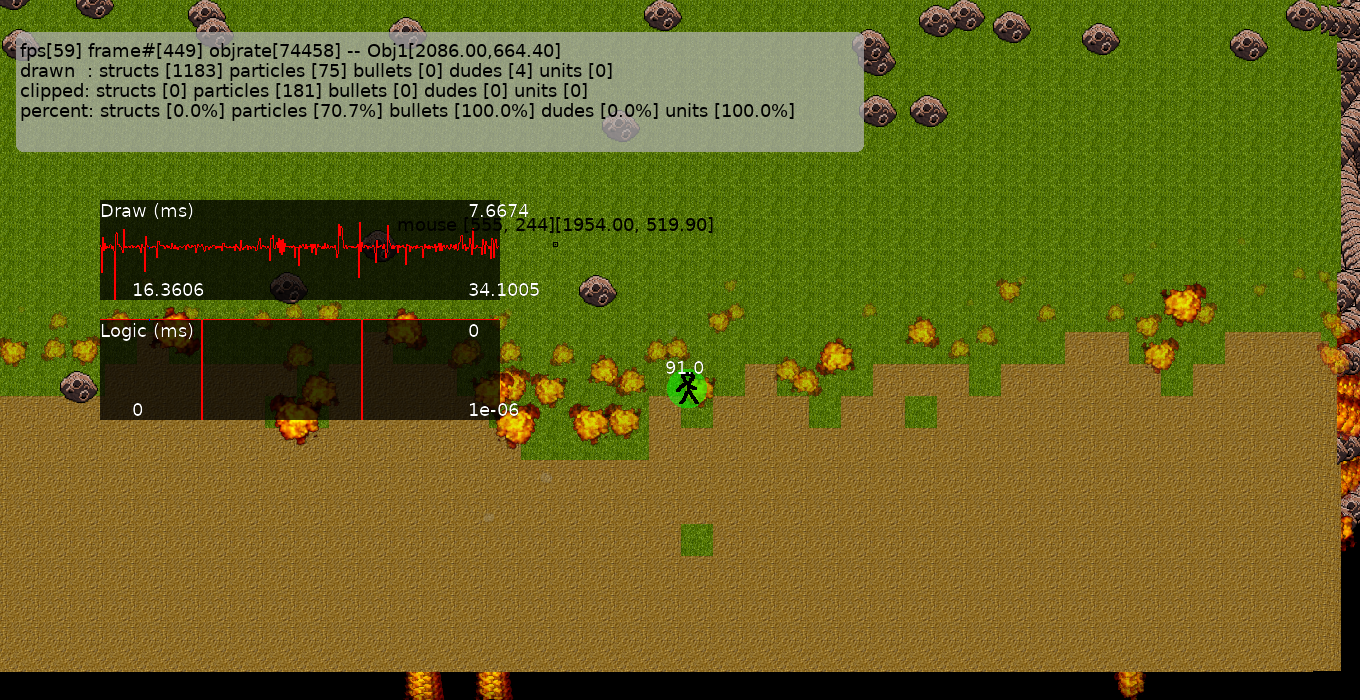 fps[59] frame#[449] objrate[74458] -- Obj1[2086.00,664.40]
drawn  : structs [1183] particles [75] bullets [0] dudes [4] units [0]
clipped: structs [0] particles [181] bullets [0] dudes [0] units [0]
percent: structs [0.0%] particles [70.7%] bullets [100.0%] dudes [0.0%] units [100.0%]
Draw (ms) 7.6674
mouse [555, 244][1954.00, 519.90]
16.3606 34.1005
Logic (ms) 0
91.0
0 1e-06